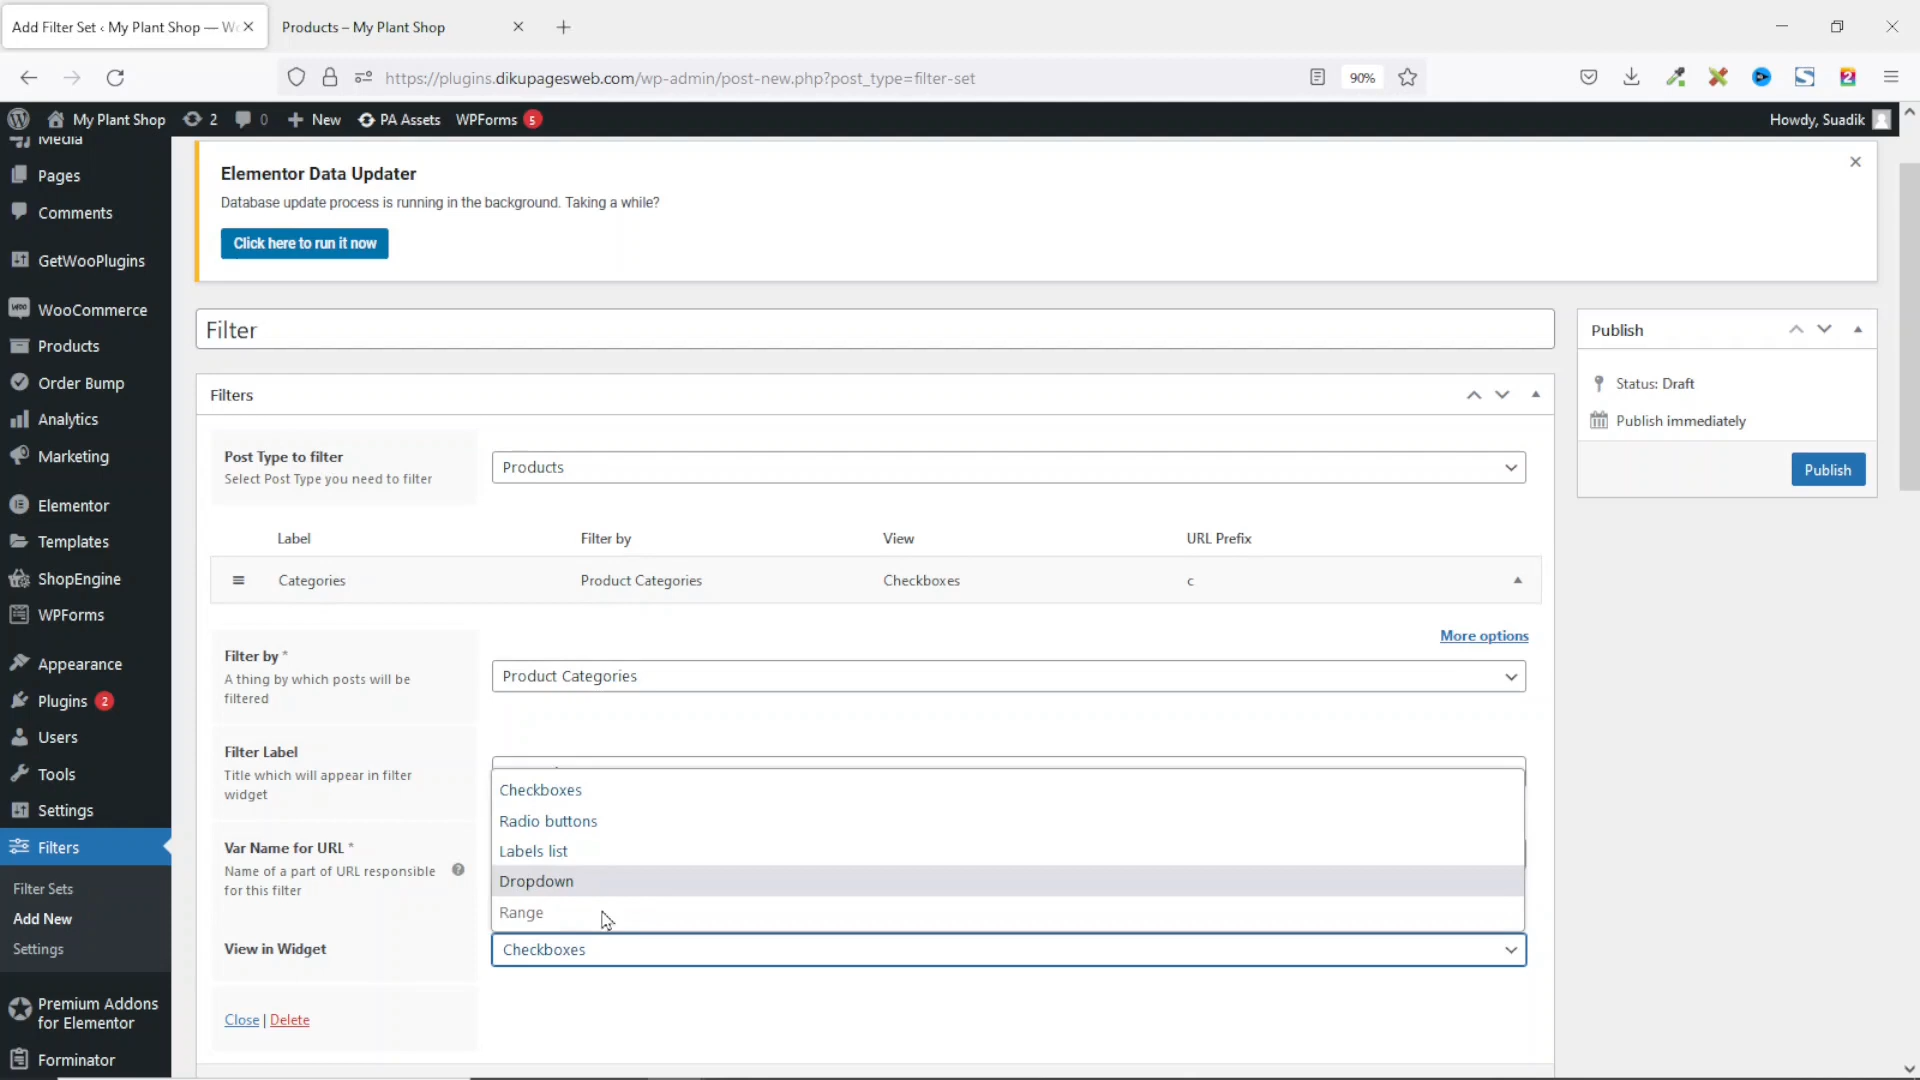 Add Filter Set ‹ My Plant Shop — W
Products – My Plant Shop
https://plugins.dikupagesweb.com/wp-admin/post-new.php?post_type=filter-set
90%
2
My Plant Shop
2
0
New
PA Assets
WPForms 5
Howdy, Suadik
Media
Pages
Comments
GetWooPlugins
WooCommerce
Products
Order Bump
Analytics
Marketing
Elementor
Templates
ShopEngine
WPForms
Appearance
Plugins 2
Users
Tools
Settings
Filters
Filter Sets
Add New
Settings
Premium Addons
for Elementor
Forminator
Elementor Data Updater
Database update process is running in the background. Taking a while?
Click here to run it now
Filter
Filters
Post Type to filter
Select Post Type you need to filter
Products
Label Filter by View URL Prefix
Categories Product Categories Checkboxes c
More options
Filter by *
A thing by which posts will be
filtered
Product Categories
Filter Label
Title which will appear in filter
widget
Var Name for URL *
Name of a part of URL responsible
for this filter
Checkboxes
Radio buttons
Labels list
Dropdown
Range
View in Widget
Checkboxes
Close | Delete
Publish
Status: Draft
Publish immediately
Publish